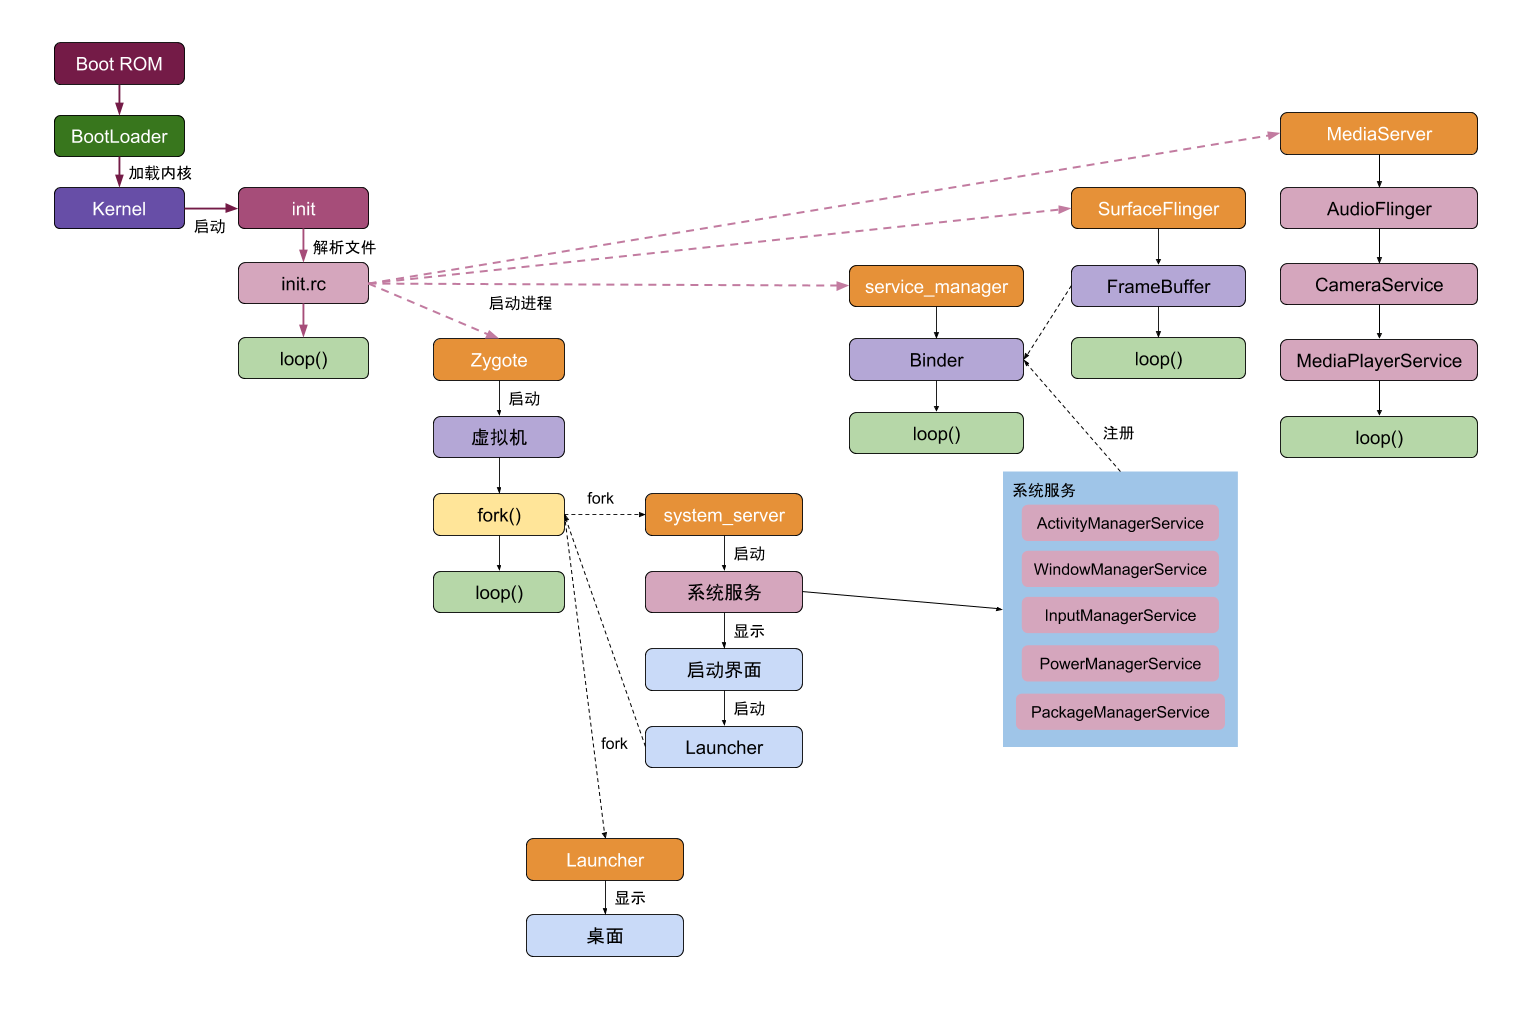 Boot ROM
BootLoader
加载内核
Kernel
启动
init
解析文件
init.rc
loop()
启动进程
Zygote
启动
虚拟机
fork()
loop()
fork
system_server
启动
系统服务
显示
启动界面
启动
Launcher
fork
Launcher
显示
桌面
service_manager
Binder
loop()
SurfaceFlinger
FrameBuffer
loop()
注册
系统服务
ActivityManagerService
WindowManagerService
InputManagerService
PowerManagerService
PackageManagerService
MediaServer
AudioFlinger
CameraService
MediaPlayerService
loop()